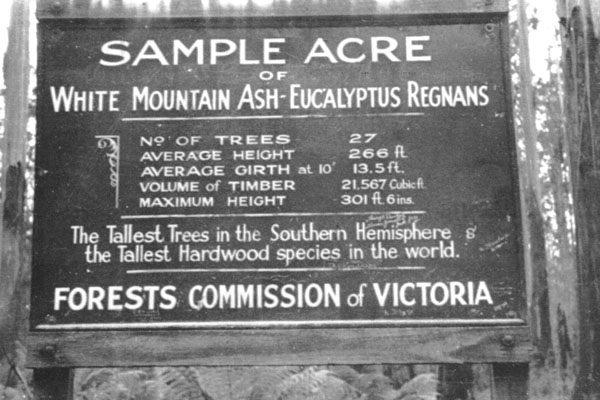 SAMPLE ACRE
OF
WHITE MOUNTAIN ASH-EUCALYPTUS REGNANS
No OF TREES 27
AVERAGE HEIGHT 266 ft
AVERAGE GIRTH at 10' 13.5 ft.
VOLUME of TIMBER 21,567 Cubic ft.
MAXIMUM HEIGHT 301 ft. 6 ins.
The Tallest Trees in the Southern Hemisphere &
the Tallest Hardwood species in the world.
FORESTS COMMISSION of VICTORIA